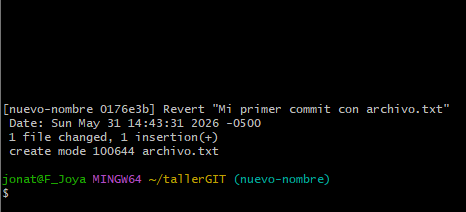 [nuevo-nombre 0176e3b] Revert "Mi primer commit con archivo.txt"
 Date: Sun May 31 14:43:31 2026 -0500
 1 file changed, 1 insertion(+)
 create mode 100644 archivo.txt
jonat@F_Joya MINGW64 ~/tallerGIT (nuevo-nombre)
$